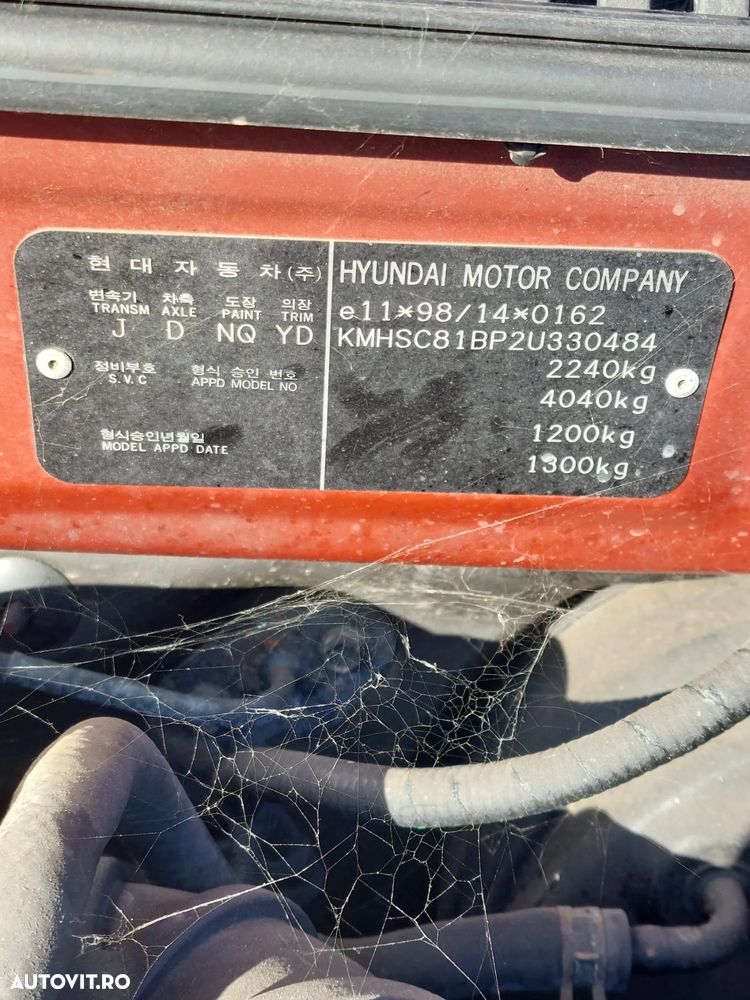 현대자동차(주)
변속기 차축 도장 의장
TRANSM AXLE PAINT TRIM
J D NQ YD
정비부호 형식 승인 번호
S.V.C APPD MODEL NO
형식승인년월일
MODEL APPD DATE
HYUNDAI MOTOR COMPANY
e11*98/14*0162
KMHSC81BP2U330484
2240kg
4040kg
1200kg
1300kg
AUTOVIT.RO